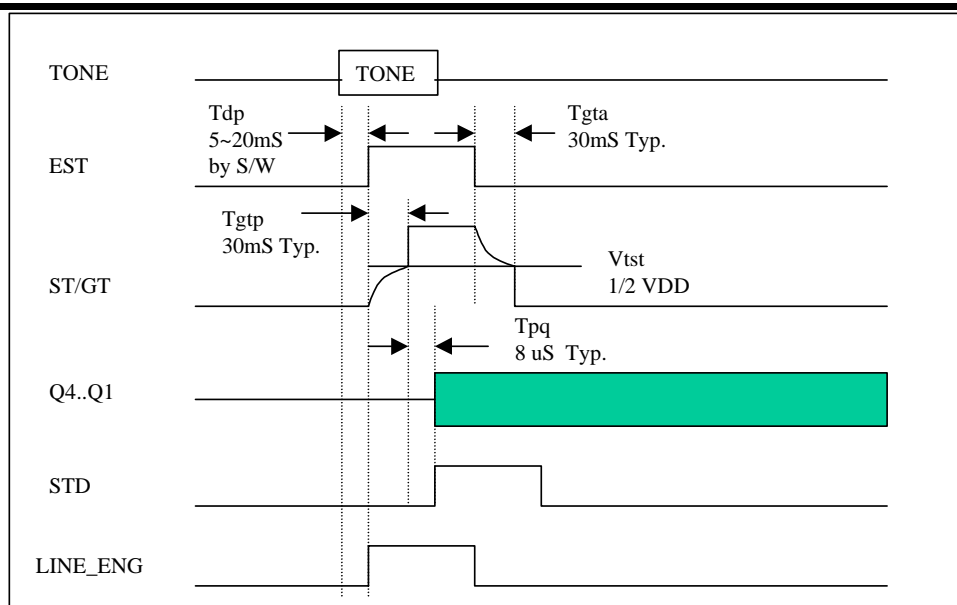 TONE
TONE
Tdp
5~20mS
by S/W
Tgta
30mS Typ.
EST
Tgtp
30mS Typ.
Vtst
1/2 VDD
ST/GT
Tpq
8 uS Typ.
Q4..Q1
STD
LINE_ENG